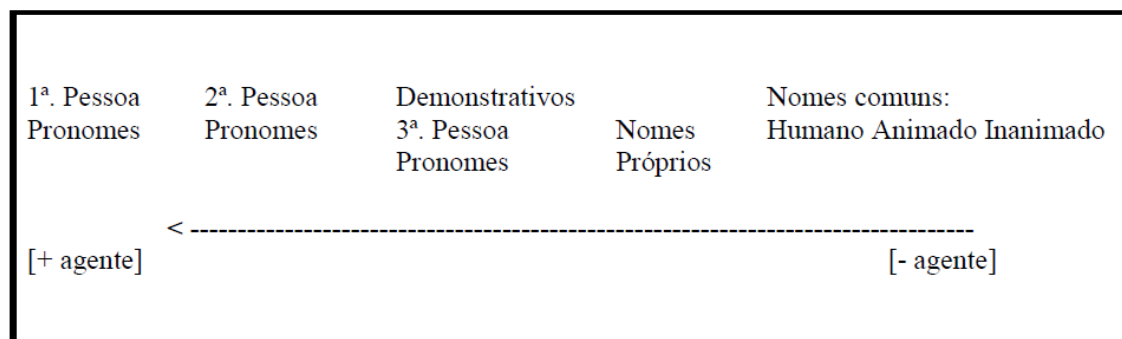 1ª. Pessoa 2ª. Pessoa Demonstrativos Nomes comuns:
Pronomes Pronomes 3ª. Pessoa Nomes Humano Animado Inanimado
Pronomes Próprios
< -----------------------------------------------------------------------------------
[+ agente] [- agente]